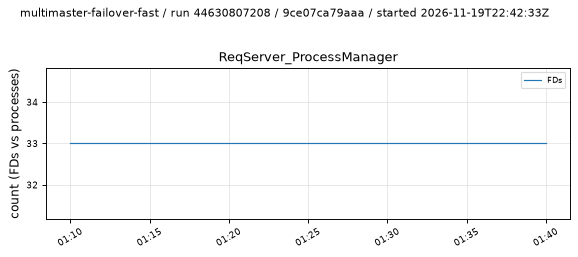 multimaster-failover-fast / run 44630807208 / 9ce07ca79aaa / started 2026-11-19T22:42:33Z
ReqServer_ProcessManager
count (FDs vs processes)
34
33
32
FDs
01:10
01:15
01:20
01:25
01:30
01:35
01:40